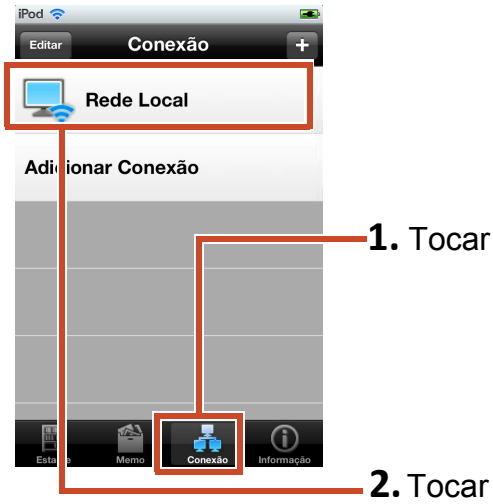 iPod
Editar Conexão +
Rede Local
Adicionar Conexão
1. Tocar
Estante Memo Conexão Informação
2. Tocar